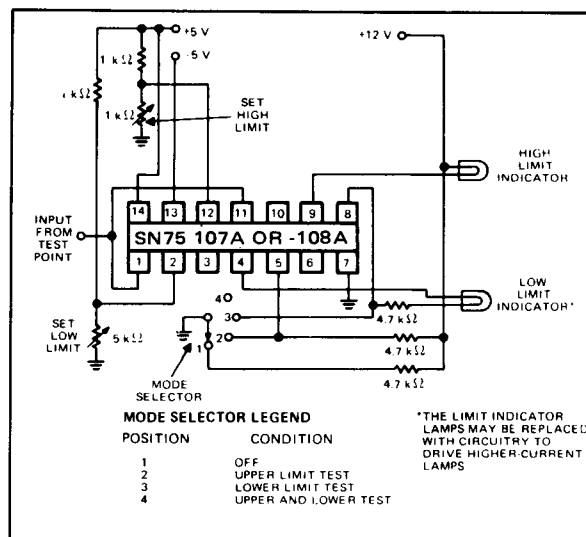 +5 V
-5 V
+12 V
1 kΩ
1 kΩ
SET
HIGH
LIMIT
HIGH
LIMIT
INDICATOR
14 13 12 11 10 9 8
INPUT
FROM
TEST
POINT
SN75 107A OR -108A
1 2 3 4 5 6 7
LOW
LIMIT
INDICATOR*
SET
LOW
LIMIT
5 kΩ
4
3
2
1
4.7 kΩ
4.7 kΩ
4.7 kΩ
MODE
SELECTOR
MODE SELECTOR LEGEND
POSITION CONDITION
1 OFF
2 UPPER LIMIT TEST
3 LOWER LIMIT TEST
4 UPPER AND LOWER TEST
*THE LIMIT INDICATOR
LAMPS MAY BE REPLACED
WITH CIRCUITRY TO
DRIVE HIGHER-CURRENT
LAMPS